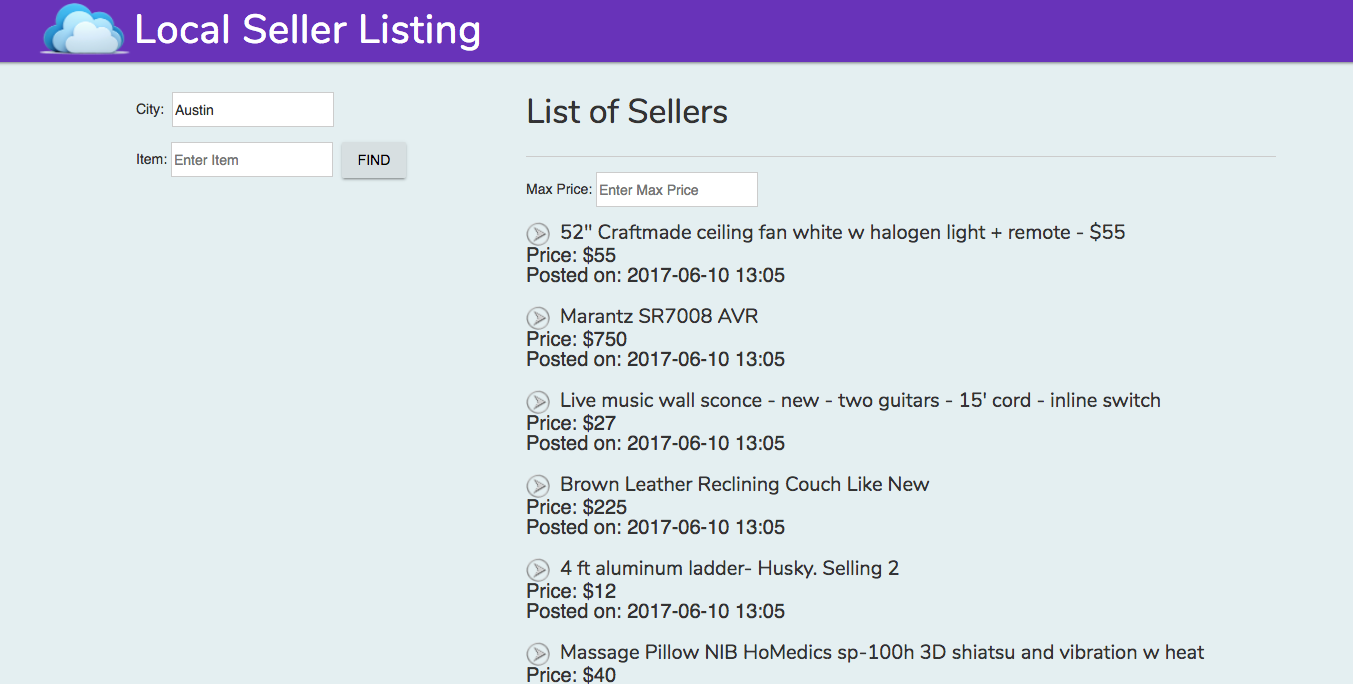 Local Seller Listing
City: Austin
Item: Enter Item FIND
List of Sellers
Max Price: Enter Max Price
52" Craftmade ceiling fan white w halogen light + remote - $55
Price: $55
Posted on: 2017-06-10 13:05
Marantz SR7008 AVR
Price: $750
Posted on: 2017-06-10 13:05
Live music wall sconce - new - two guitars - 15' cord - inline switch
Price: $27
Posted on: 2017-06-10 13:05
Brown Leather Reclining Couch Like New
Price: $225
Posted on: 2017-06-10 13:05
4 ft aluminum ladder- Husky. Selling 2
Price: $12
Posted on: 2017-06-10 13:05
Massage Pillow NIB HoMedics sp-100h 3D shiatsu and vibration w heat
Price: $40